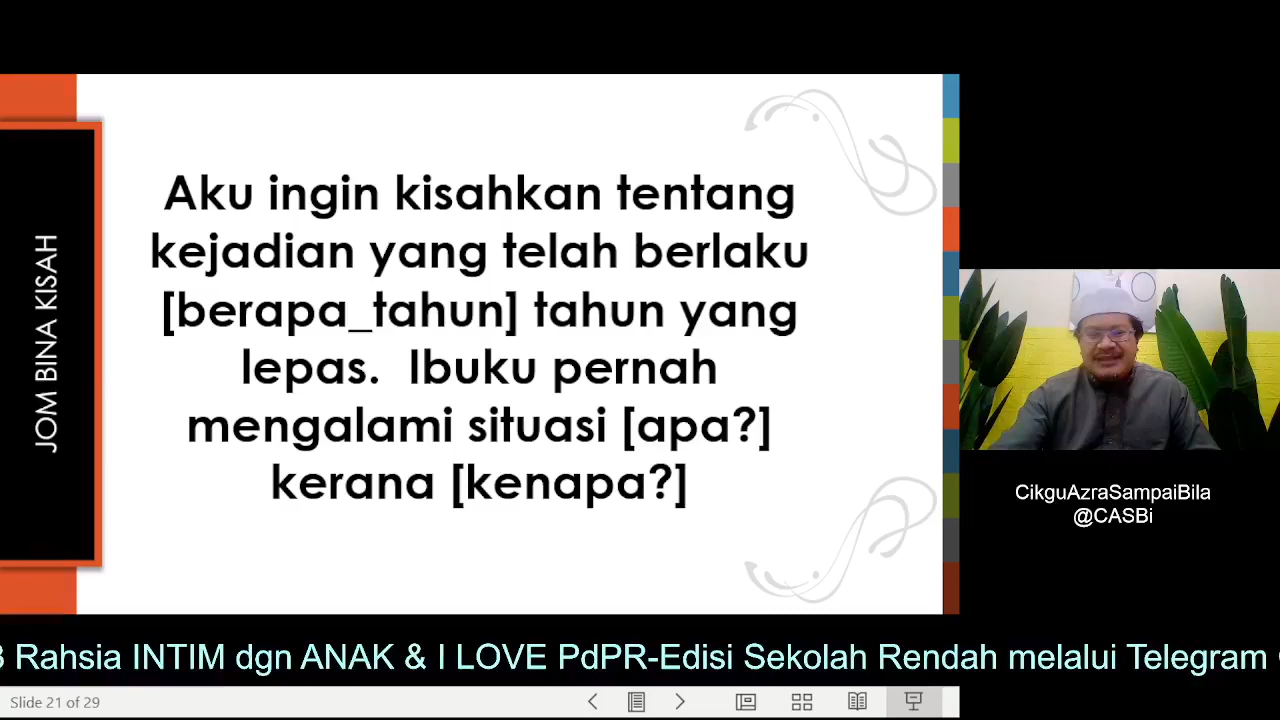 JOM BINA KISAH
Aku ingin kisahkan tentang
kejadian yang telah berlaku
[berapa_tahun] tahun yang
lepas.  Ibuku pernah
mengalami situasi [apa?]
kerana [kenapa?]
CikguAzraSampaiBila
@CASBi
Rahsia INTIM dgn ANAK & I LOVE PdPR-Edisi Sekolah Rendah melalui Telegram
Slide 21 of 29